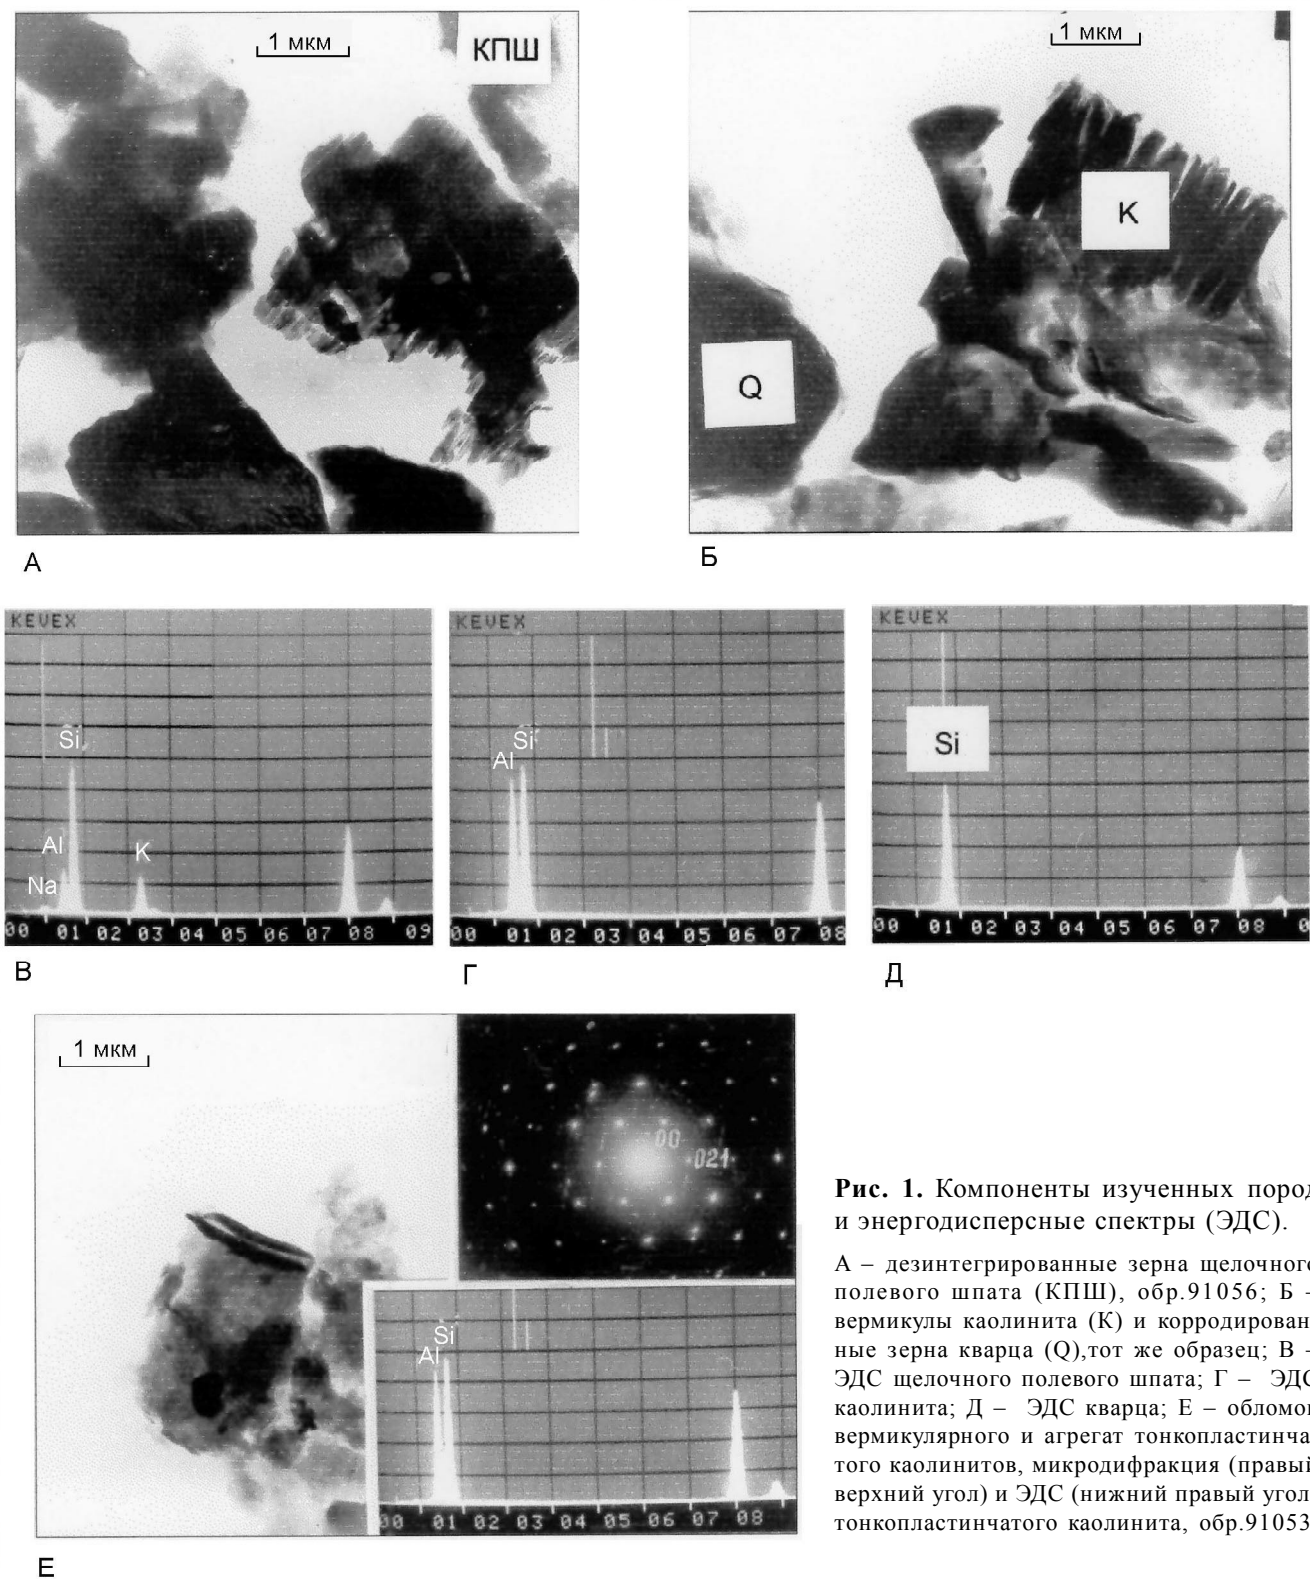 1 мкм
КПШ
А
1 мкм
К
Q
Б
KEVEX
Si
Al
K
Na
00 01 02 03 04 05 06 07 08 09
В
KEVEX
Si
Al
00 01 02 03 04 05 06 07 08
Г
KEVEX
Si
00 01 02 03 04 05 06 07 08 0
Д
1 мкм
00
021
Si
Al
00 01 02 03 04 05 06 07 08
Е
Рис. 1. Компоненты изученных пород
и энергодисперсные спектры (ЭДС).
А – дезинтегрированные зерна щелочного
полевого шпата (КПШ), обр.91056; Б –
вермикулы каолинита (К) и корродирован
ные зерна кварца (Q),тот же образец; В –
ЭДС щелочного полевого шпата; Г – ЭДС
каолинита; Д – ЭДС кварца; Е – обломок
вермикулярного и агрегат тонкопластинча
того каолинитов, микродифракция (правый
верхний угол) и ЭДС (нижний правый угол
тонкопластинчатого каолинита, обр.91053